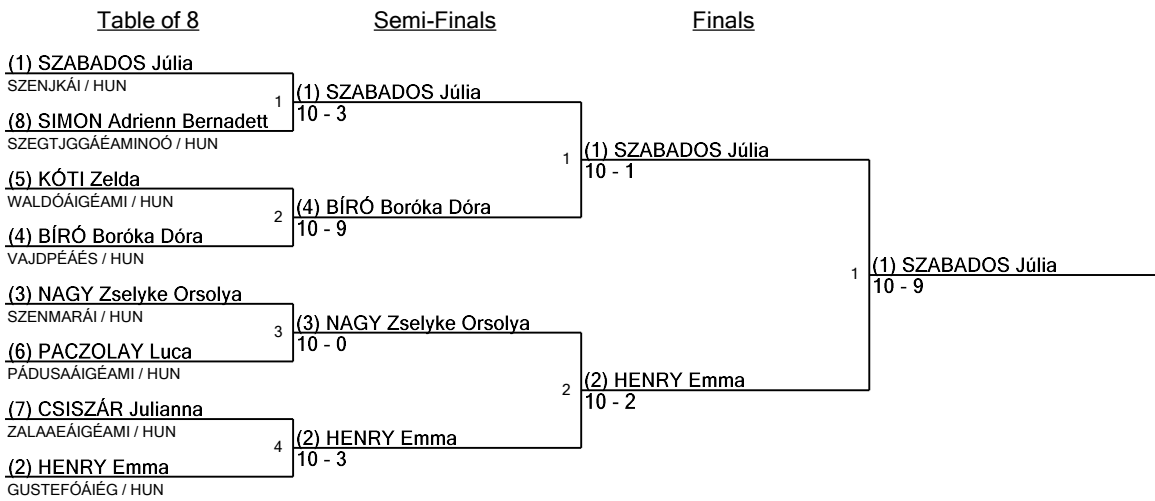 Table of 8 Semi-Finals Finals
(1) SZABADOS Júlia
SZENJKÁI / HUN
1
(8) SIMON Adrienn Bernadett
SZEGTJGGÁÉAMINOÓ / HUN
(5) KÓTI Zelda
WALDÓÁIGÉAMI / HUN
2
(4) BÍRÓ Boróka Dóra
VAJDPÉÁÉS / HUN
(3) NAGY Zselyke Orsolya
SZENMARÁI / HUN
3
(6) PACZOLAY Luca
PÁDUSAÁIGÉAMI / HUN
(7) CSISZÁR Julianna
ZALAAEÁIGÉAMI / HUN
4
(2) HENRY Emma
GUSTEFÓÁIÉG / HUN
(1) SZABADOS Júlia
10 - 3
1
(4) BÍRÓ Boróka Dóra
10 - 9
(3) NAGY Zselyke Orsolya
10 - 0
2
(2) HENRY Emma
10 - 3
(1) SZABADOS Júlia
10 - 1
1
(2) HENRY Emma
10 - 2
(1) SZABADOS Júlia
10 - 9